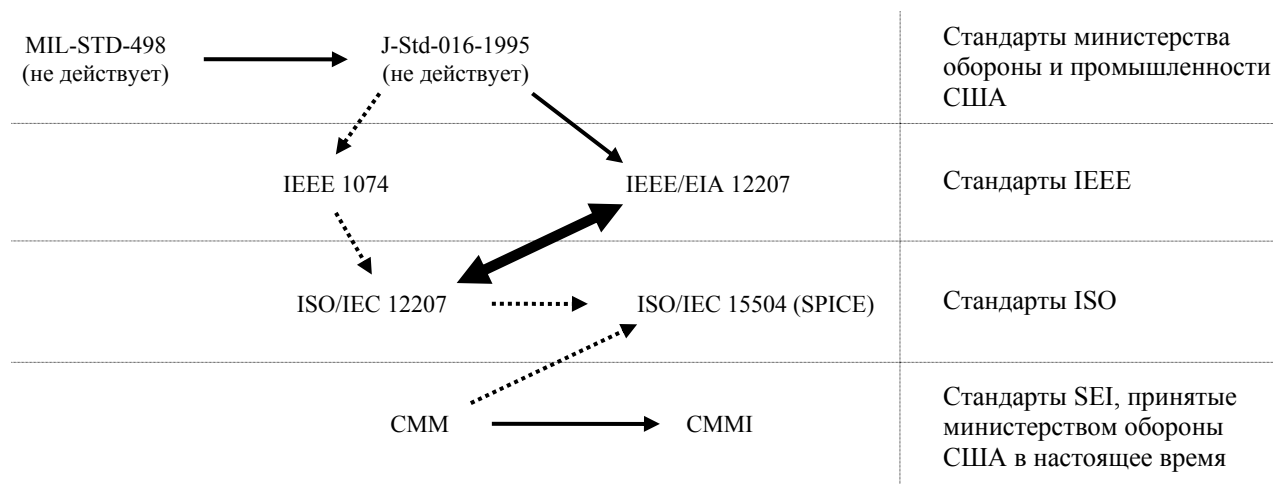 MIL-STD-498
(не действует)
J-Std-016-1995
(не действует)
Стандарты министерства
обороны и промышленности
США
IEEE 1074
IEEE/EIA 12207
Стандарты IEEE
ISO/IEC 12207
ISO/IEC 15504 (SPICE)
Стандарты ISO
CMM
CMMI
Стандарты SEI, принятые
министерством обороны
США в настоящее время